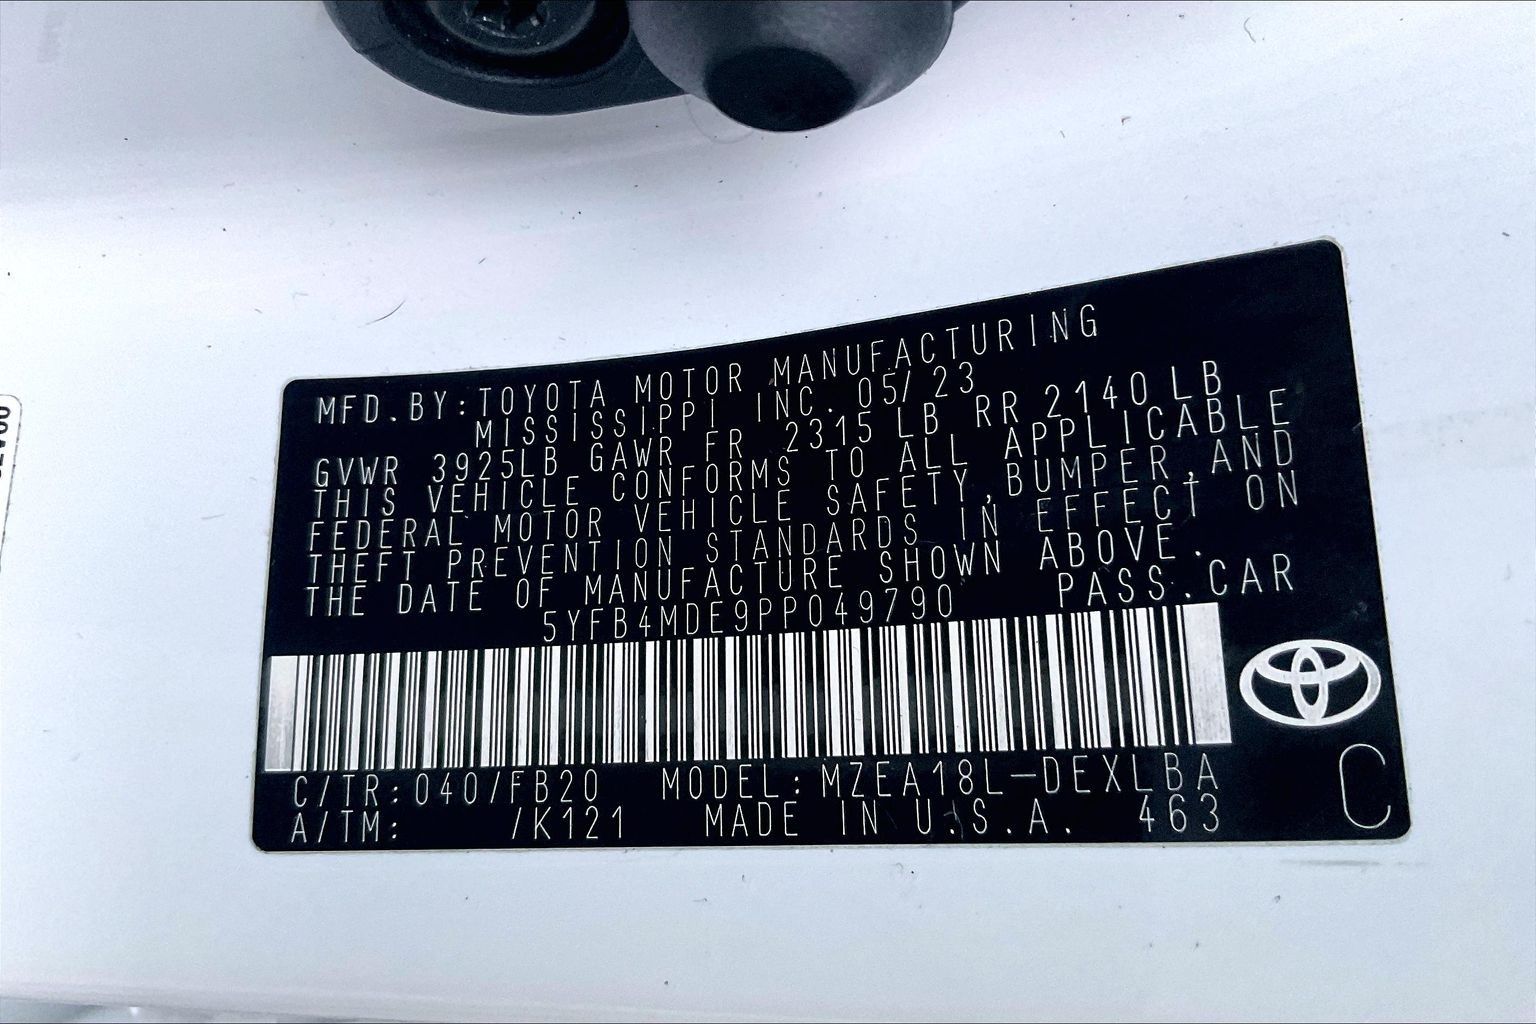 MFD.BY:TOYOTA MOTOR MANUFACTURING
MISSISSIPPI INC. 05/23
GVWR 3925LB GAWR FR 2315 LB RR 2140 LB
THIS VEHICLE CONFORMS TO ALL APPLICABLE
FEDERAL MOTOR VEHICLE SAFETY,BUMPER,AND
THEFT PREVENTION STANDARDS IN EFFECT ON
THE DATE OF MANUFACTURE SHOWN ABOVE.
5YFB4MDE9PP049790 PASS.CAR
C/TR:040/FB20 MODEL:MZEA18L-DEXLBA
A/TM: /K121 MADE IN U.S.A. 463
C